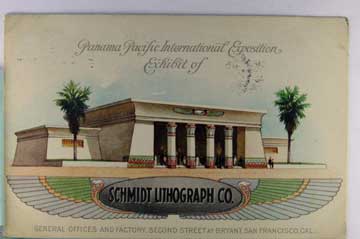 Panama Pacific International Exposition
Exhibit of
SCHMIDT LITHOGRAPH CO.
GENERAL OFFICES AND FACTORY, SECOND STREET AT BRYANT, SAN FRANCISCO, CAL.